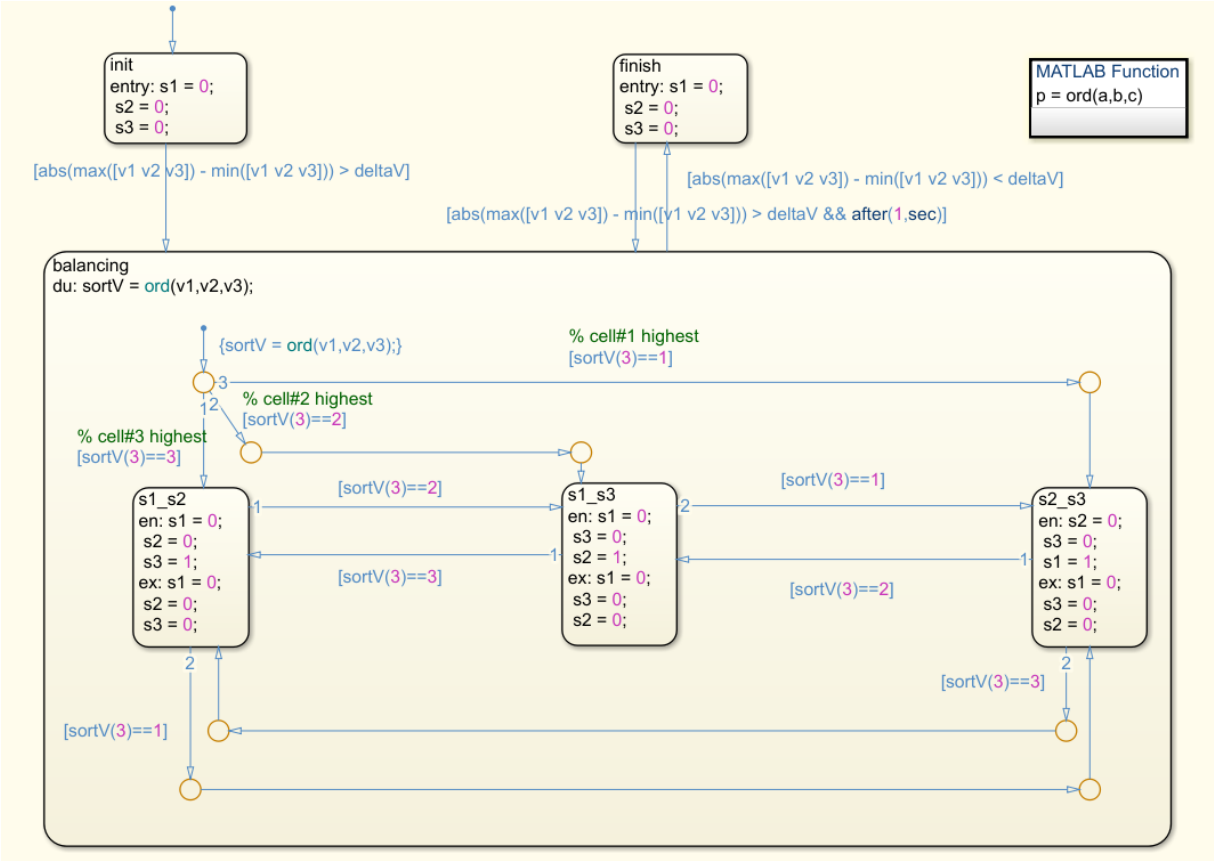 init
entry: s1 = 0;
s2 = 0;
s3 = 0;
finish
entry: s1 = 0;
s2 = 0;
s3 = 0;
MATLAB Function
p = ord(a,b,c)
[abs(max([v1 v2 v3]) - min([v1 v2 v3])) > deltaV]
[abs(max([v1 v2 v3]) - min([v1 v2 v3])) < deltaV]
[abs(max([v1 v2 v3]) - min([v1 v2 v3])) > deltaV && after(1,sec)]
balancing
du: sortV = ord(v1,v2,v3);
{sortV = ord(v1,v2,v3);}
% cell#1 highest
[sortV(3)==1]
3
1
2
% cell#2 highest
[sortV(3)==2]
% cell#3 highest
[sortV(3)==3]
s1_s2
en: s1 = 0;
s2 = 0;
s3 = 1;
ex: s1 = 0;
s2 = 0;
s3 = 0;
1
[sortV(3)==2]
1
[sortV(3)==3]
s1_s3
en: s1 = 0;
s3 = 0;
s2 = 1;
ex: s1 = 0;
s3 = 0;
s2 = 0;
2
[sortV(3)==1]
1
[sortV(3)==2]
s2_s3
en: s2 = 0;
s3 = 0;
s1 = 1;
ex: s1 = 0;
s3 = 0;
s2 = 0;
2
[sortV(3)==1]
2
[sortV(3)==3]